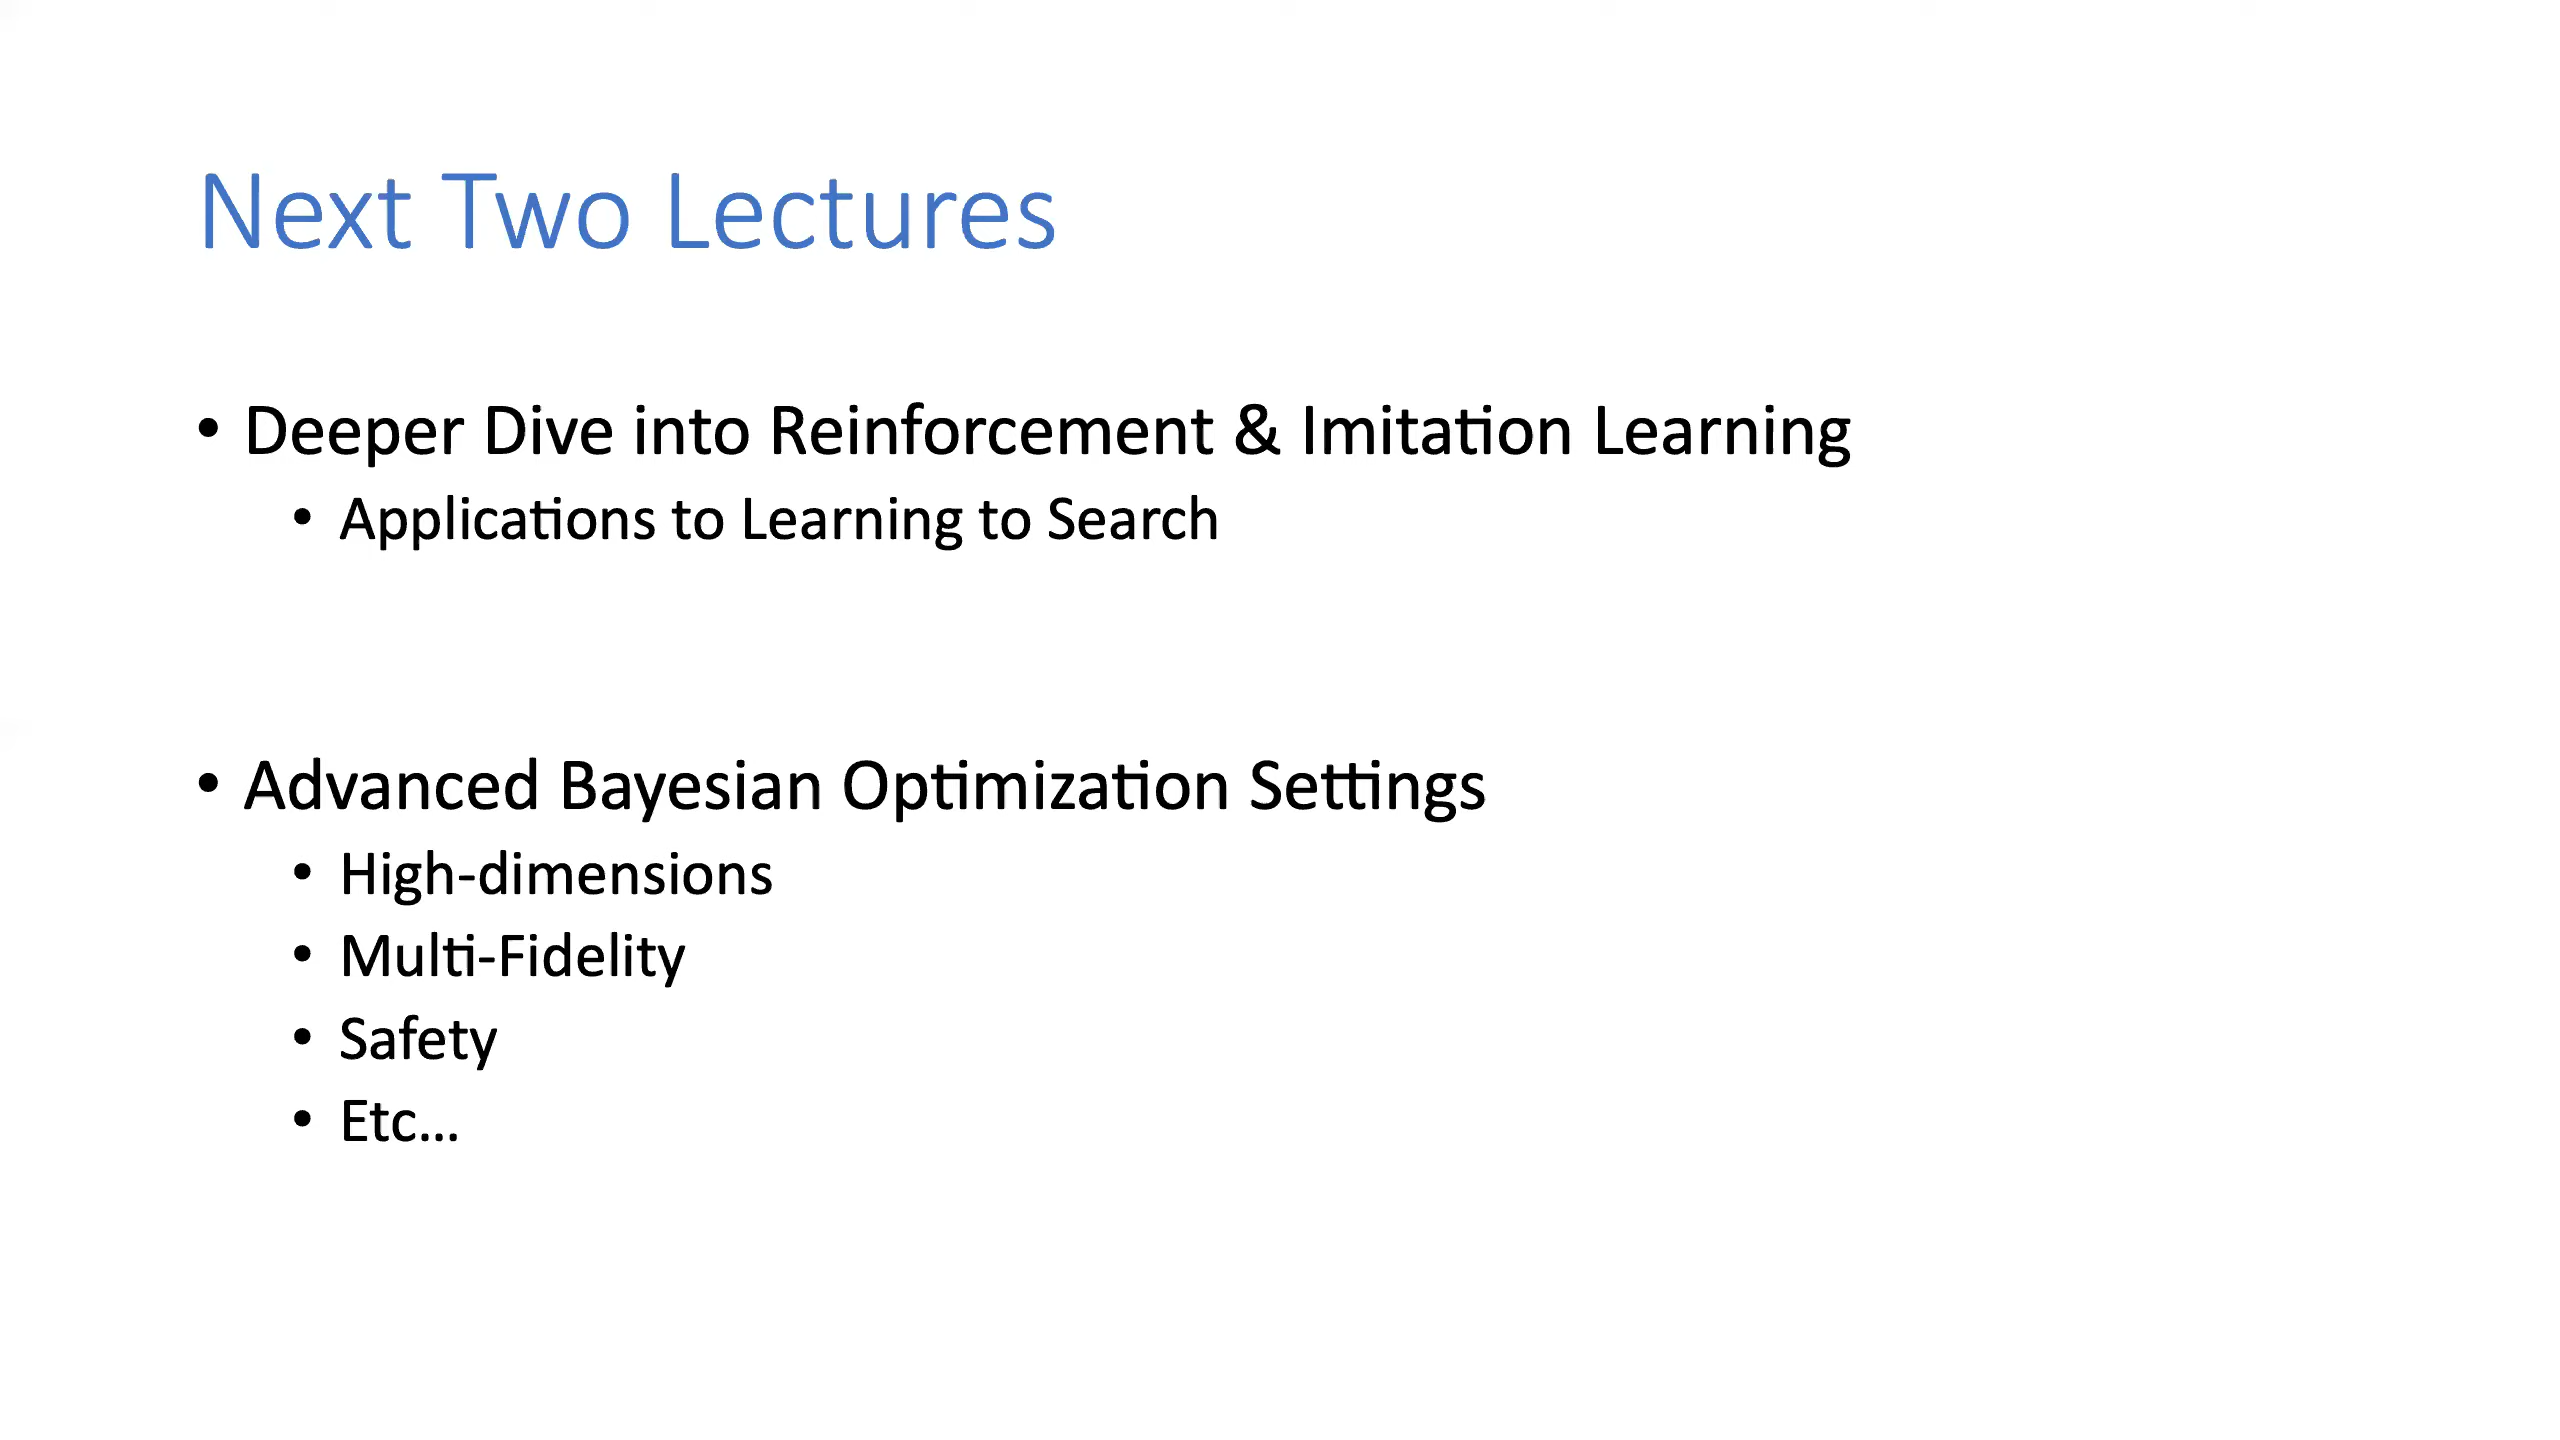 Next Two Lectures
• Deeper Dive into Reinforcement & Imitation Learning
• Applications to Learning to Search
• Advanced Bayesian Optimization Settings
• High-dimensions
• Multi-Fidelity
• Safety
• Etc…